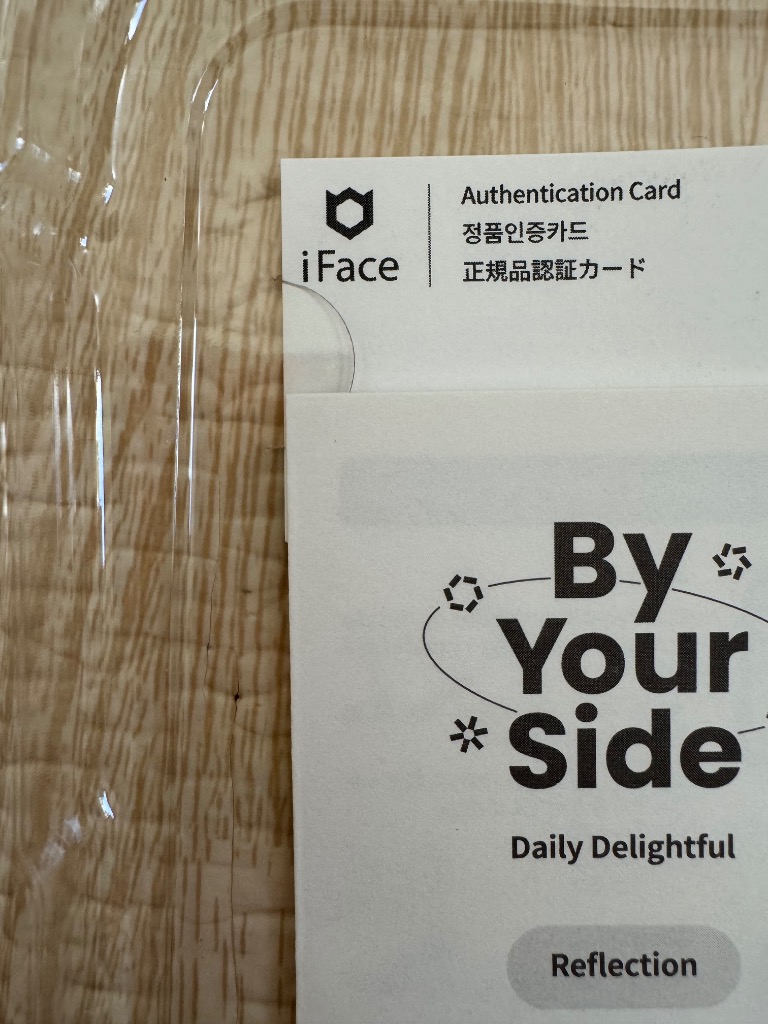 iFace
Authentication Card
정품인증카드
正規品認証カード
By
Your
Side
Daily Delightful
Reflection